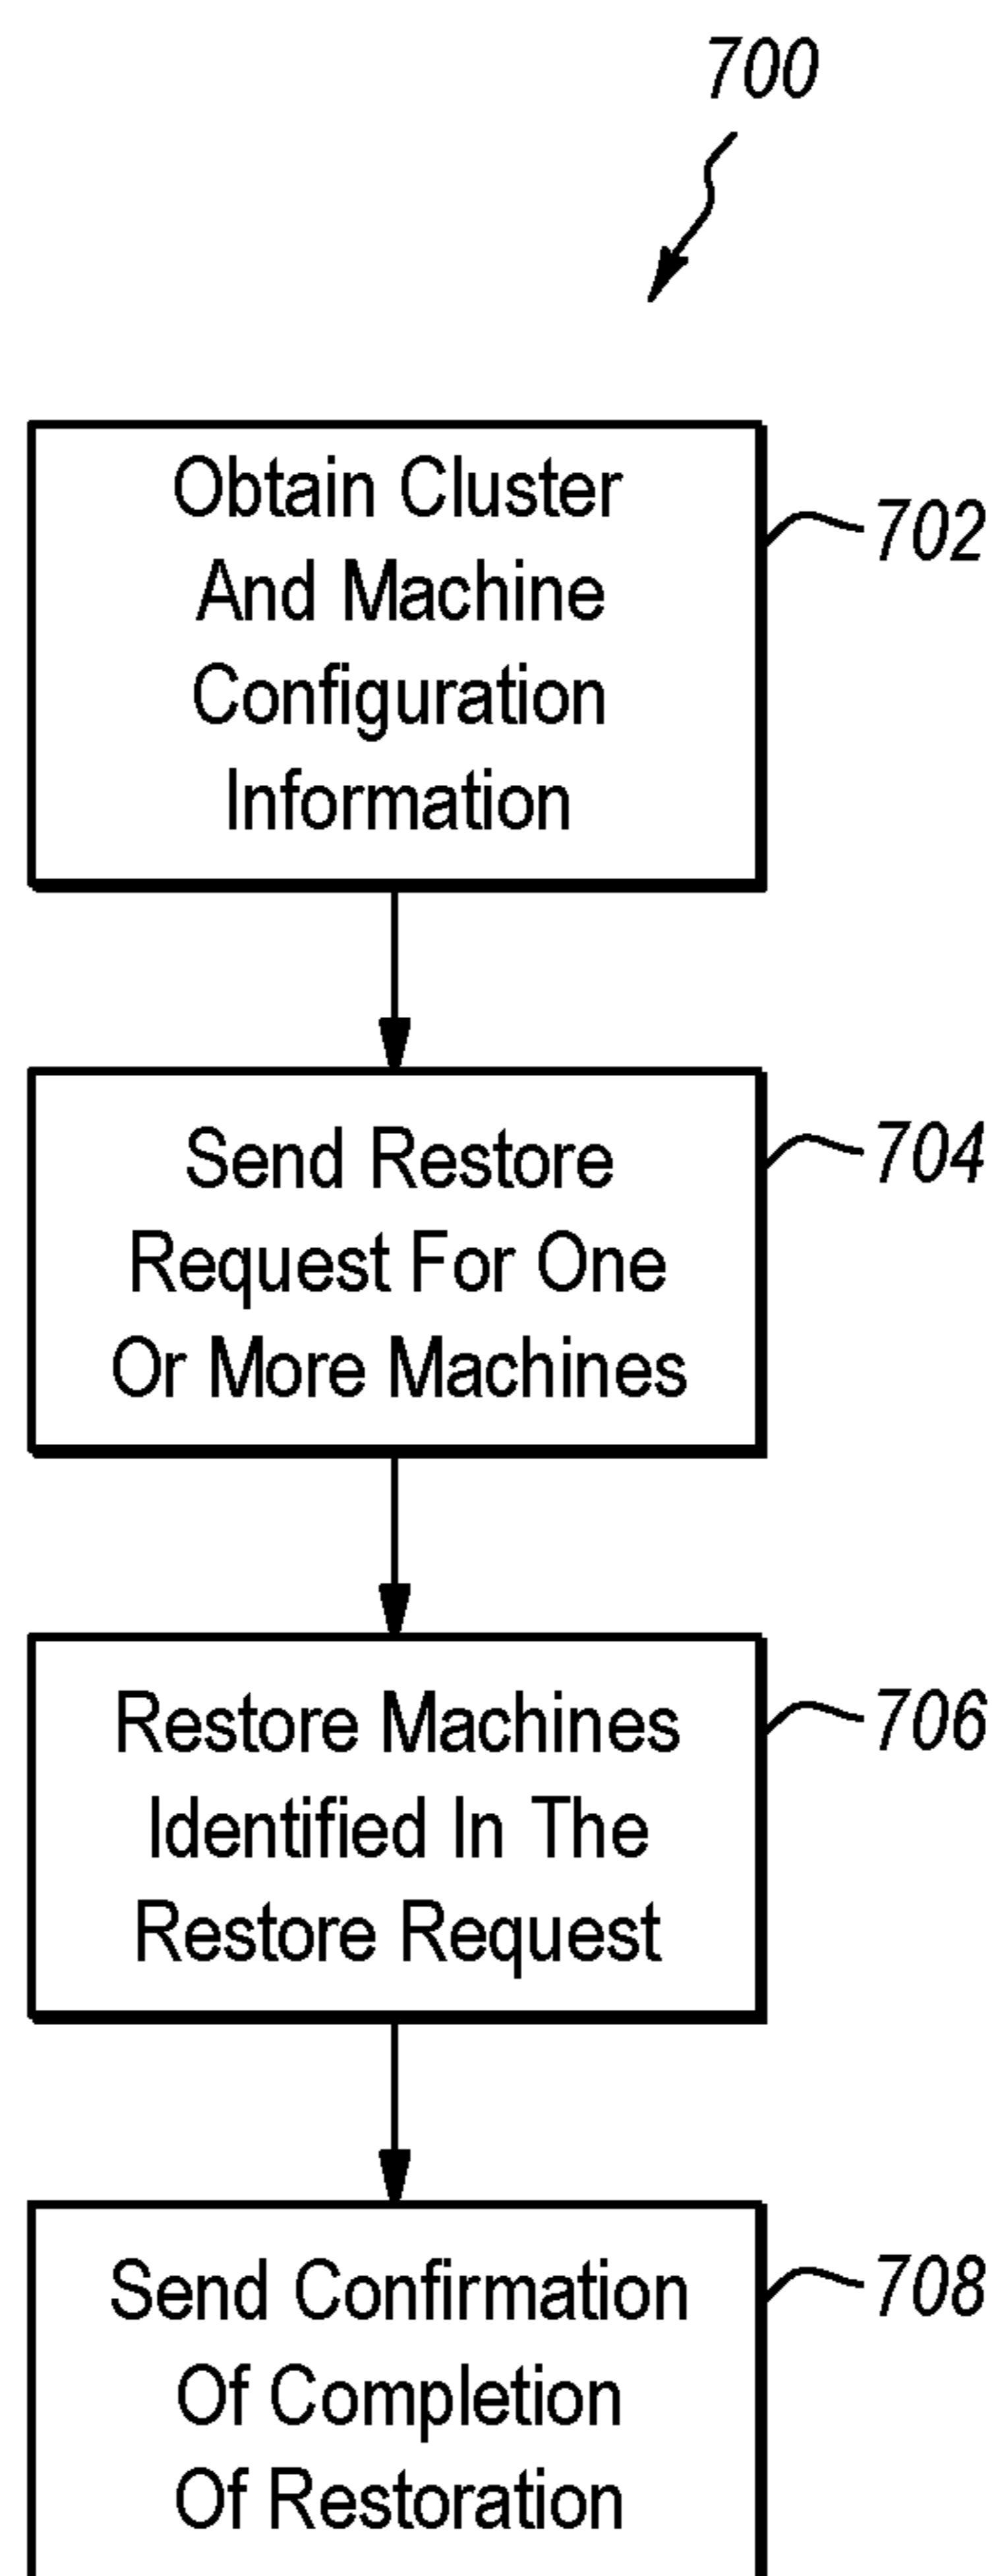 700
Obtain Cluster
And Machine
Configuration
Information
702
Send Restore
Request For One
Or More Machines
704
Restore Machines
Identified In The
Restore Request
706
Send Confirmation
Of Completion
Of Restoration
708